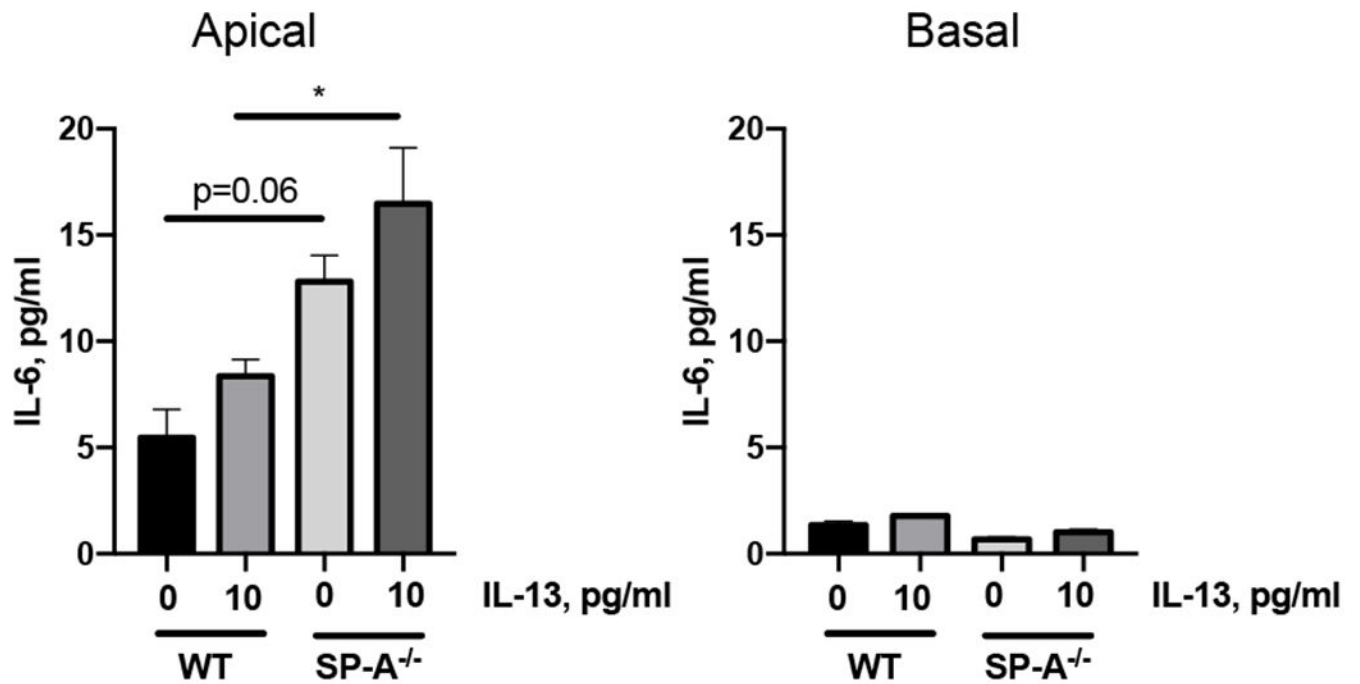 Apical
*
p=0.06
IL-6, pg/ml
20
15
10
5
0
0 10 0 10 IL-13, pg/ml
WT SP-A-/-
Basal
IL-6, pg/ml
20
15
10
5
0
0 10 0 10 IL-13, pg/ml
WT SP-A-/-